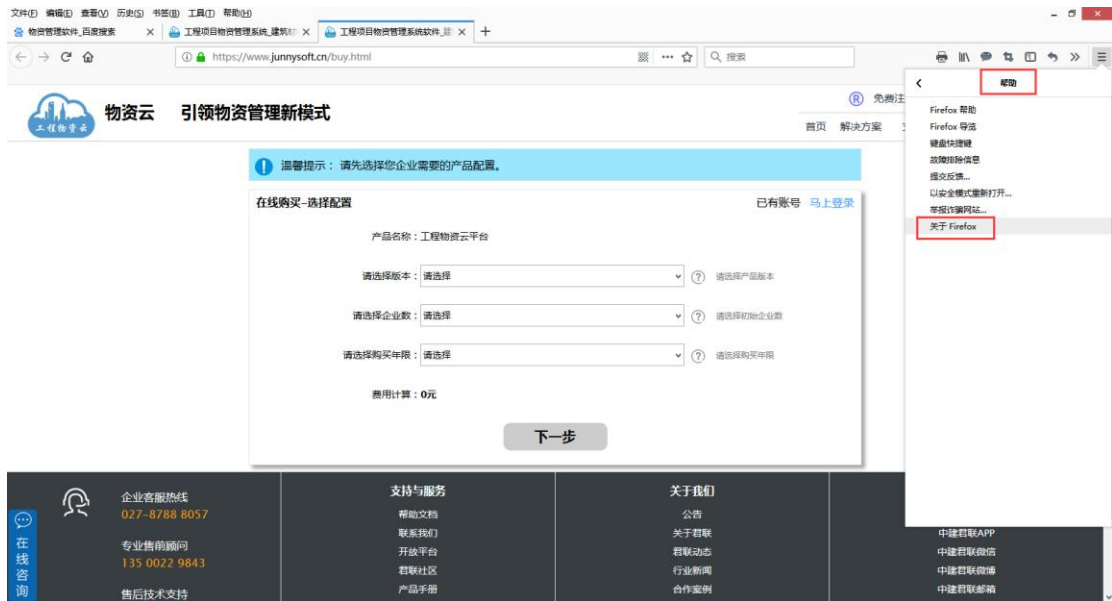 文件(F) 编辑(E) 查看(V) 历史(S) 书签(B) 工具(T) 帮助(H)
物资管理软件_百度搜索
工程项目物资管理系统_建筑材
工程项目物资管理系统软件_
https://www.junnysoft.cn/buy.html
搜索
工程物资云
物资云 引领物资管理新模式
免费注
首页 解决方案
温馨提示： 请先选择您企业需要的产品配置。
在线购买–选择配置
已有账号 马上登录
产品名称：工程物资云平台
请选择版本：请选择
请选择产品版本
请选择企业数：请选择
请选择初始企业数
请选择购买年限：请选择
请选择购买年限
费用计算：0元
下一步
帮助
Firefox 帮助
Firefox 导览
键盘快捷键
故障排除信息
提交反馈...
以安全模式重新打开...
举报诈骗网站...
关于 Firefox
在线咨询
企业客服热线
027-8788 8057
专业售前顾问
135 0022 9843
售后技术支持
支持与服务
帮助文档
联系我们
开放平台
君联社区
产品手册
关于我们
公告
关于君联
君联动态
行业新闻
合作案例
中建君联APP
中建君联微信
中建君联微博
中建君联邮箱